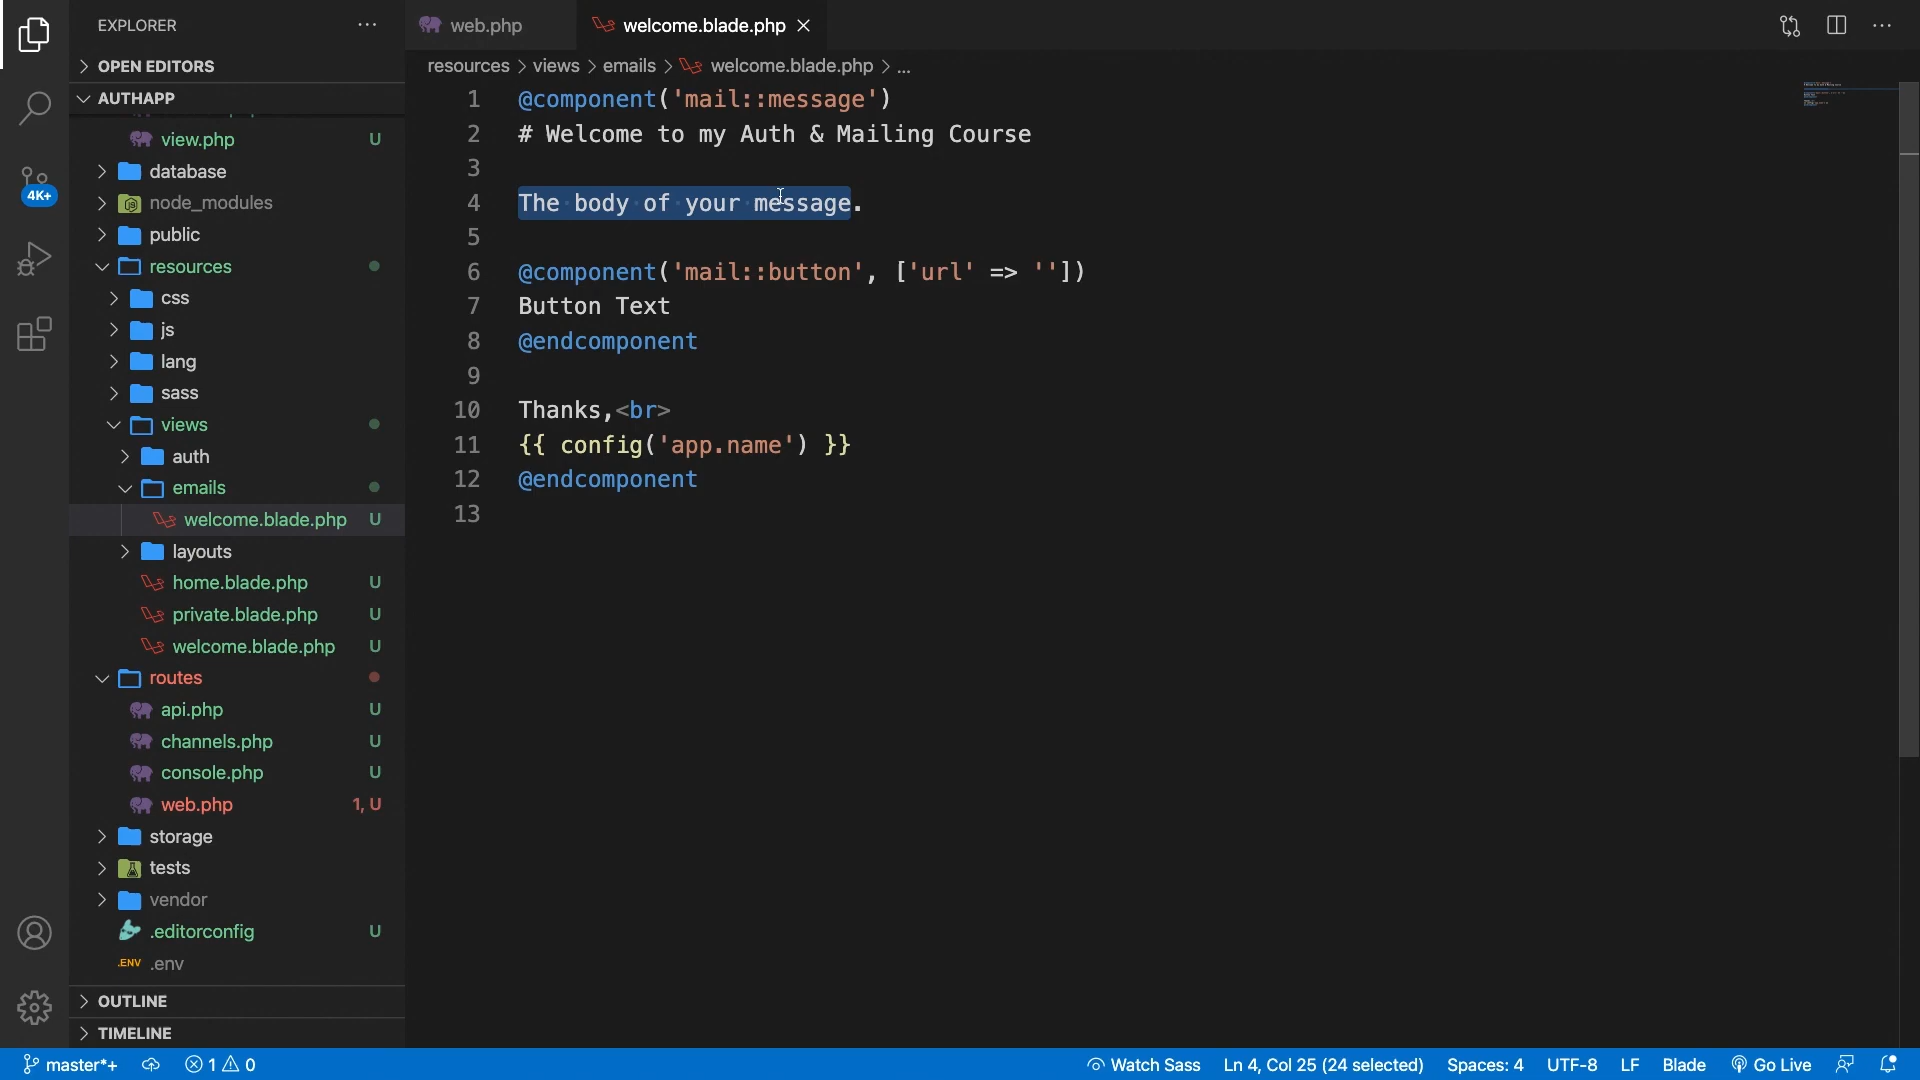 EXPLORER
web.php
welcome.blade.php
OPEN EDITORS
resources > views > emails > welcome.blade.php > ...
AUTHAPP
view.php U
database
node_modules
public
resources
css
js
lang
sass
views
auth
emails
welcome.blade.php U
layouts
home.blade.php U
private.blade.php U
welcome.blade.php U
routes
api.php U
channels.php U
console.php U
web.php 1, U
storage
tests
vendor
.editorconfig U
.ENV .env
OUTLINE
TIMELINE
4K+
1 @component('mail::message')
2 # Welcome to my Auth & Mailing Course
3
4 The body of your message.
5
6 @component('mail::button', ['url' => ''])
7 Button Text
8 @endcomponent
9
10 Thanks,<br>
11 {{ config('app.name') }}
12 @endcomponent
13
master*+ 1 0 Watch Sass Ln 4, Col 25 (24 selected) Spaces: 4 UTF-8 LF Blade Go Live